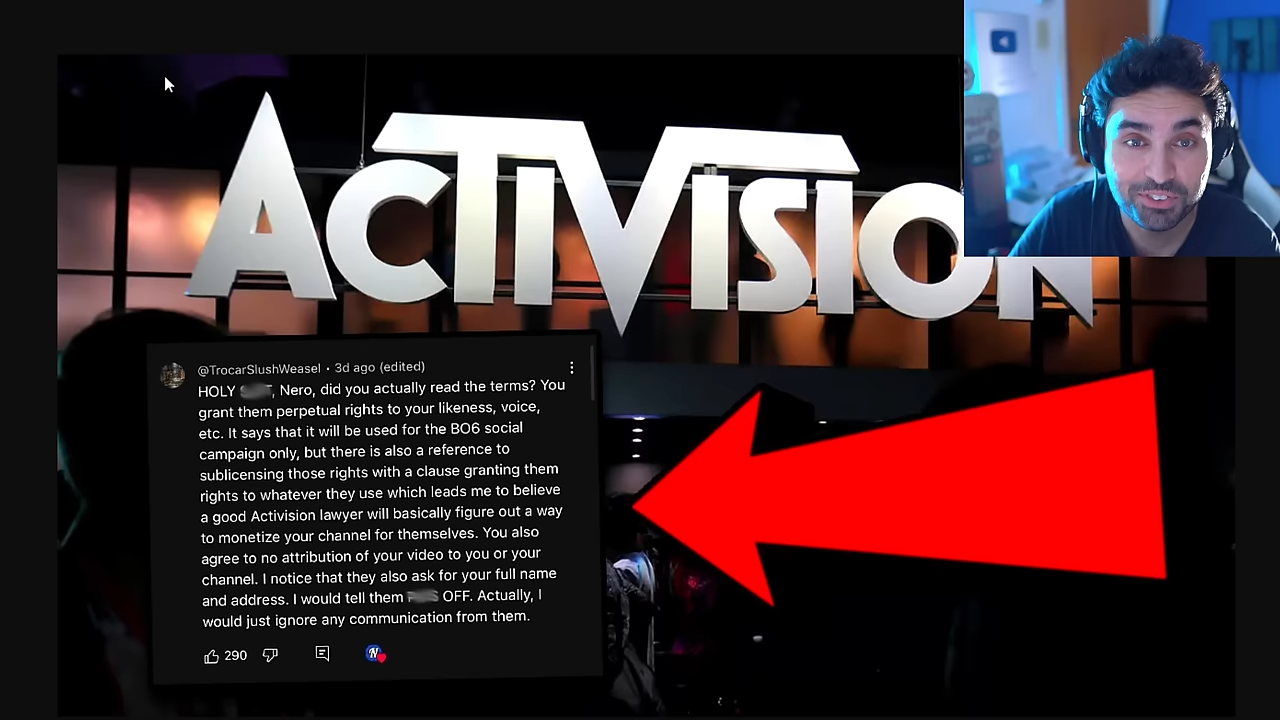 ACTIVISION
@TrocarSlushWeasel • 3d ago (edited)
HOLY , Nero, did you actually read the terms? You
grant them perpetual rights to your likeness, voice,
etc. It says that it will be used for the BO6 social
campaign only, but there is also a reference to
sublicensing those rights with a clause granting them
rights to whatever they use which leads me to believe
a good Activision lawyer will basically figure out a way
to monetize your channel for themselves. You also
agree to no attribution of your video to you or your
channel. I notice that they also ask for your full name
and address. I would tell them OFF. Actually, I
would just ignore any communication from them.
290
N